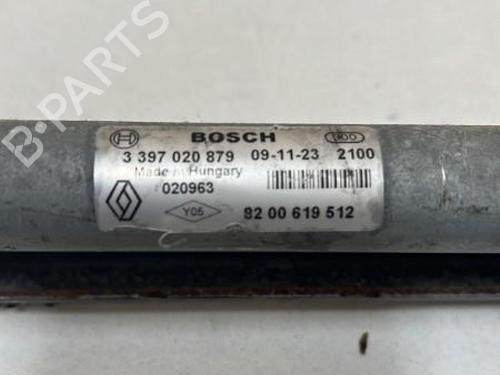 BOSCH
3 397 020 879 09-11-23 2100
Made in Hungary
020963
Y05 82 00 619 512
B-PARTS